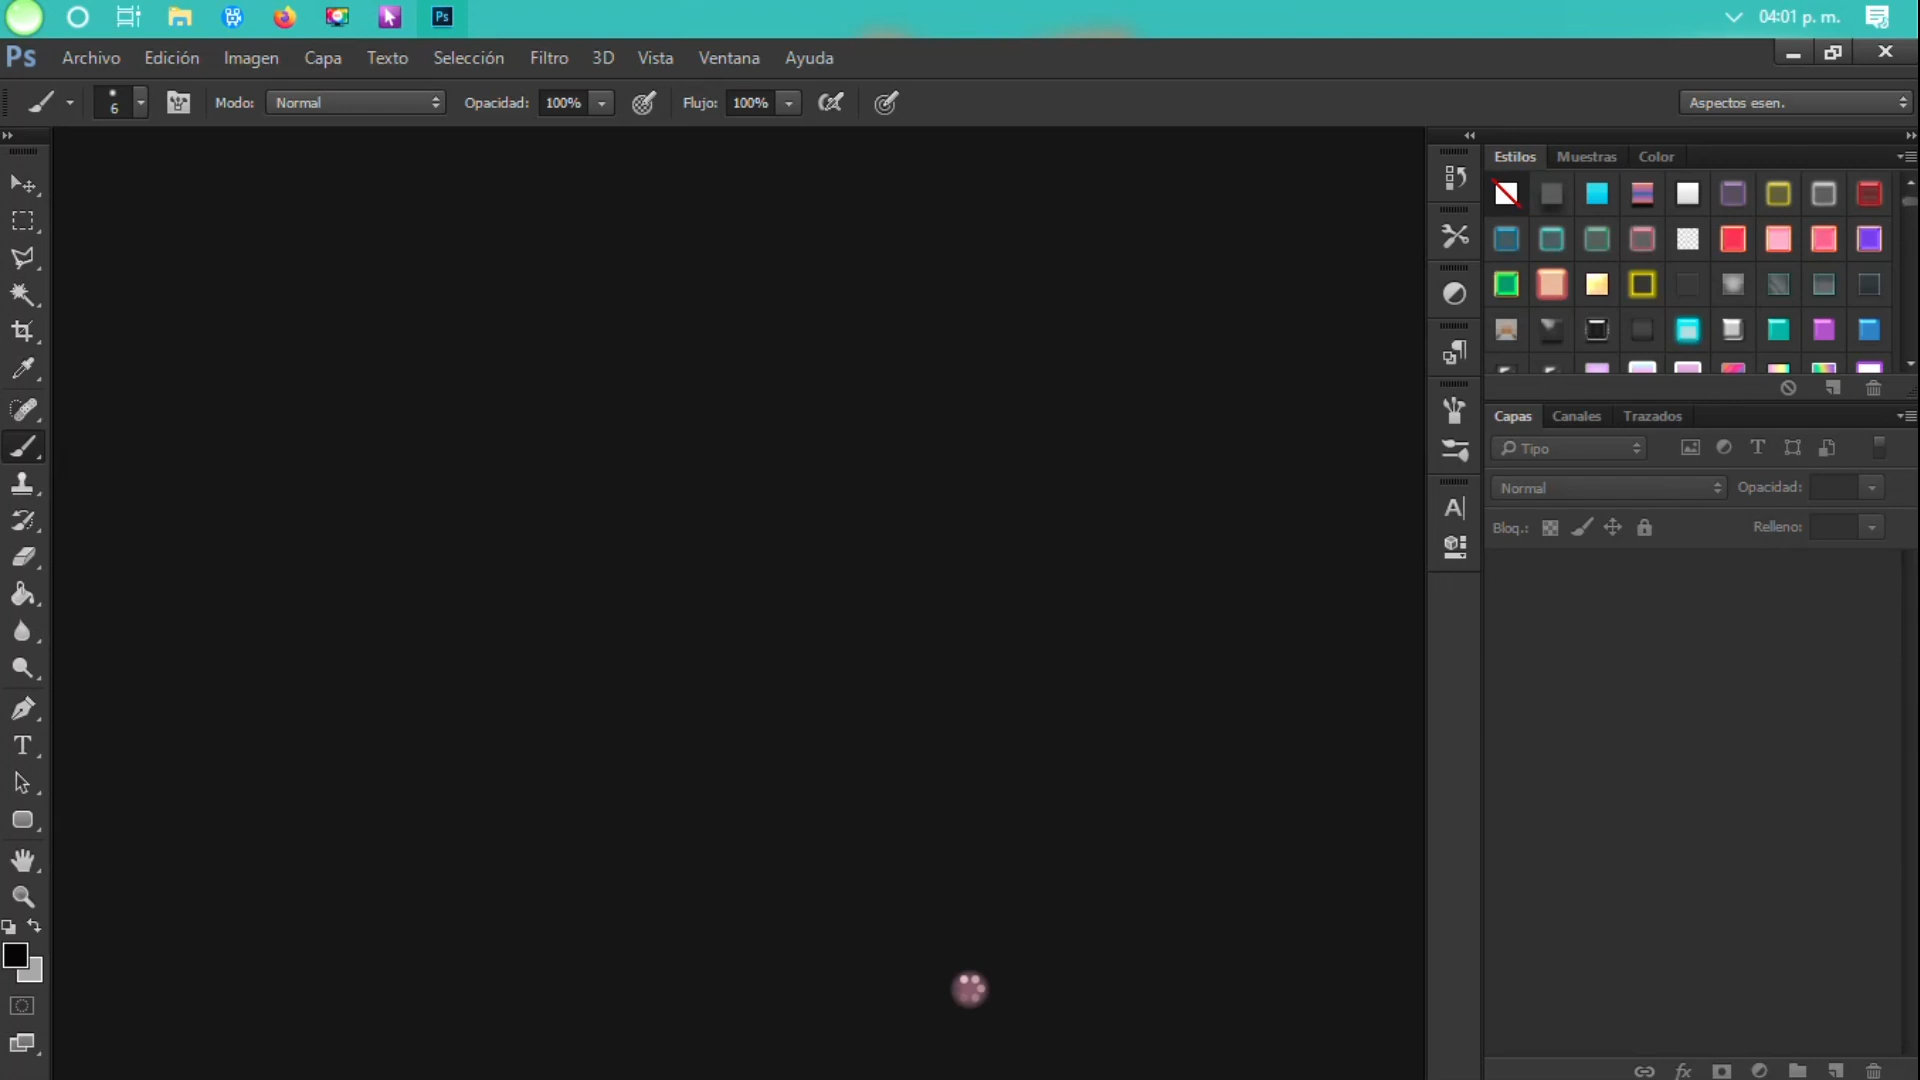 Ps
04:01 p. m.
Ps
Archivo
Edición
Imagen
Capa
Texto
Selección
Filtro
3D
Vista
Ventana
Ayuda
6
Modo:
Normal
Opacidad:
100%
Flujo:
100%
Aspectos esen.
Estilos
Muestras
Color
Capas
Canales
Trazados
Tipo
Normal
Opacidad:
Bloq.:
Relleno: